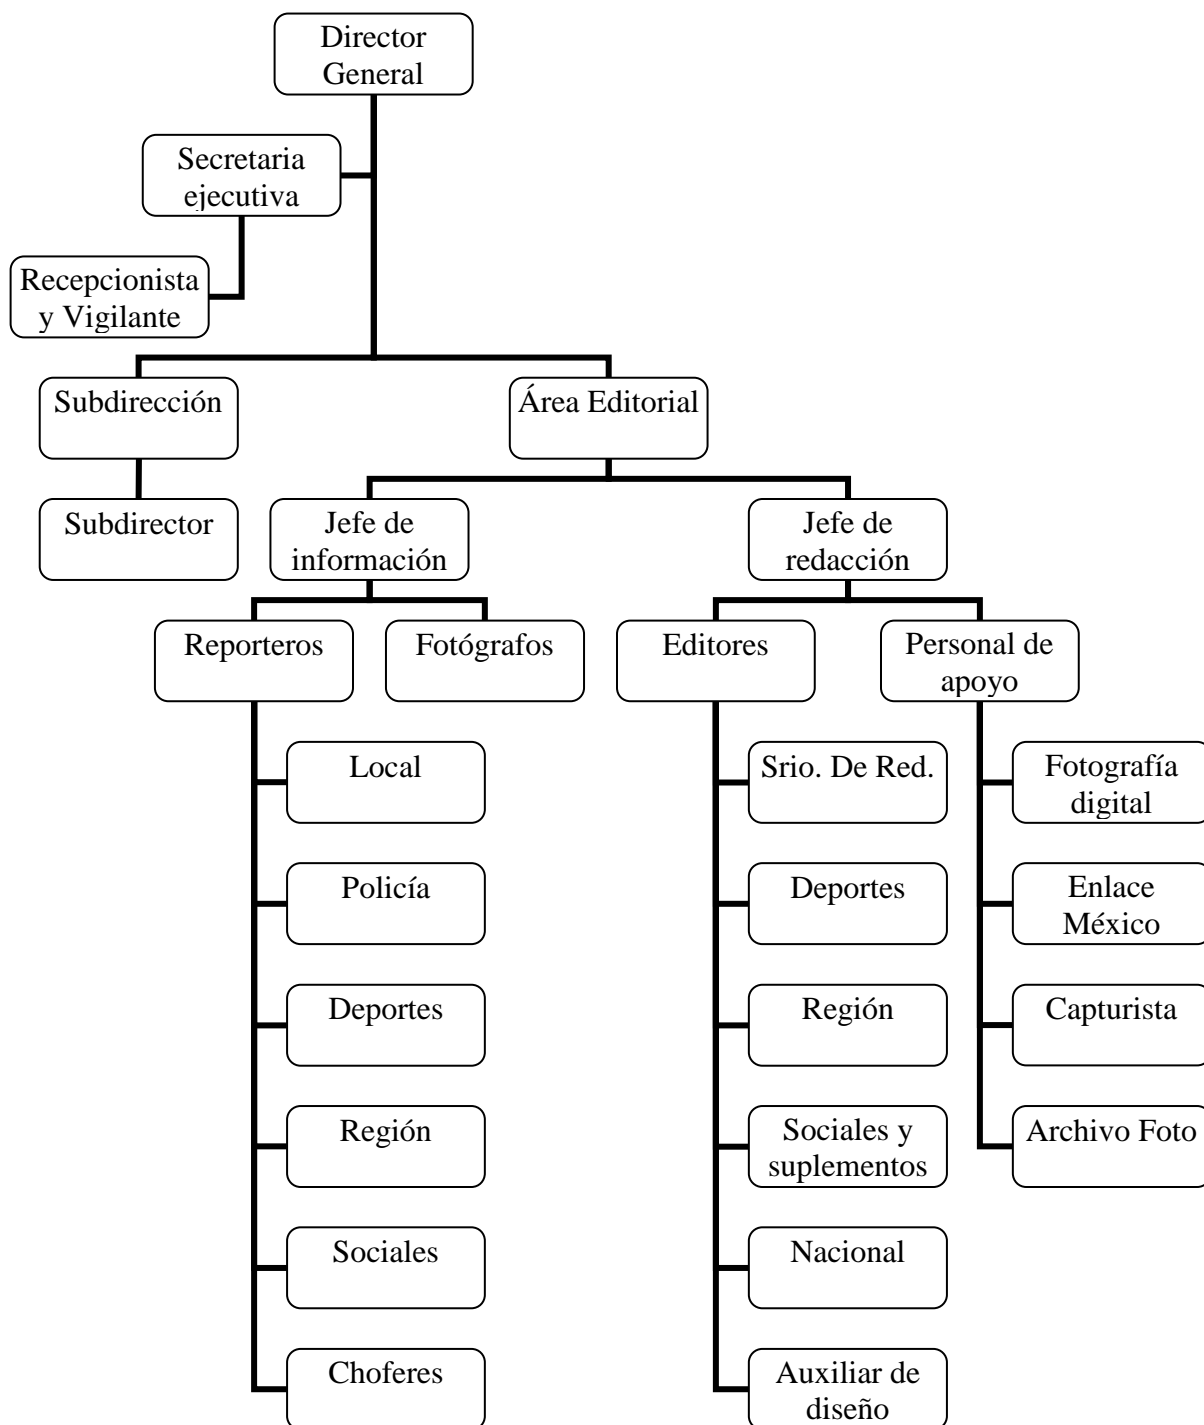 Director
General
Secretaria
ejecutiva
Recepcionista
y Vigilante
Subdirección
Área Editorial
Subdirector
Jefe de
información
Jefe de
redacción
Reporteros
Fotógrafos
Editores
Personal de
apoyo
Local
Srio. De Red.
Fotografía
digital
Policía
Deportes
Enlace
México
Deportes
Región
Capturista
Región
Sociales y
suplementos
Archivo Foto
Sociales
Nacional
Choferes
Auxiliar de
diseño